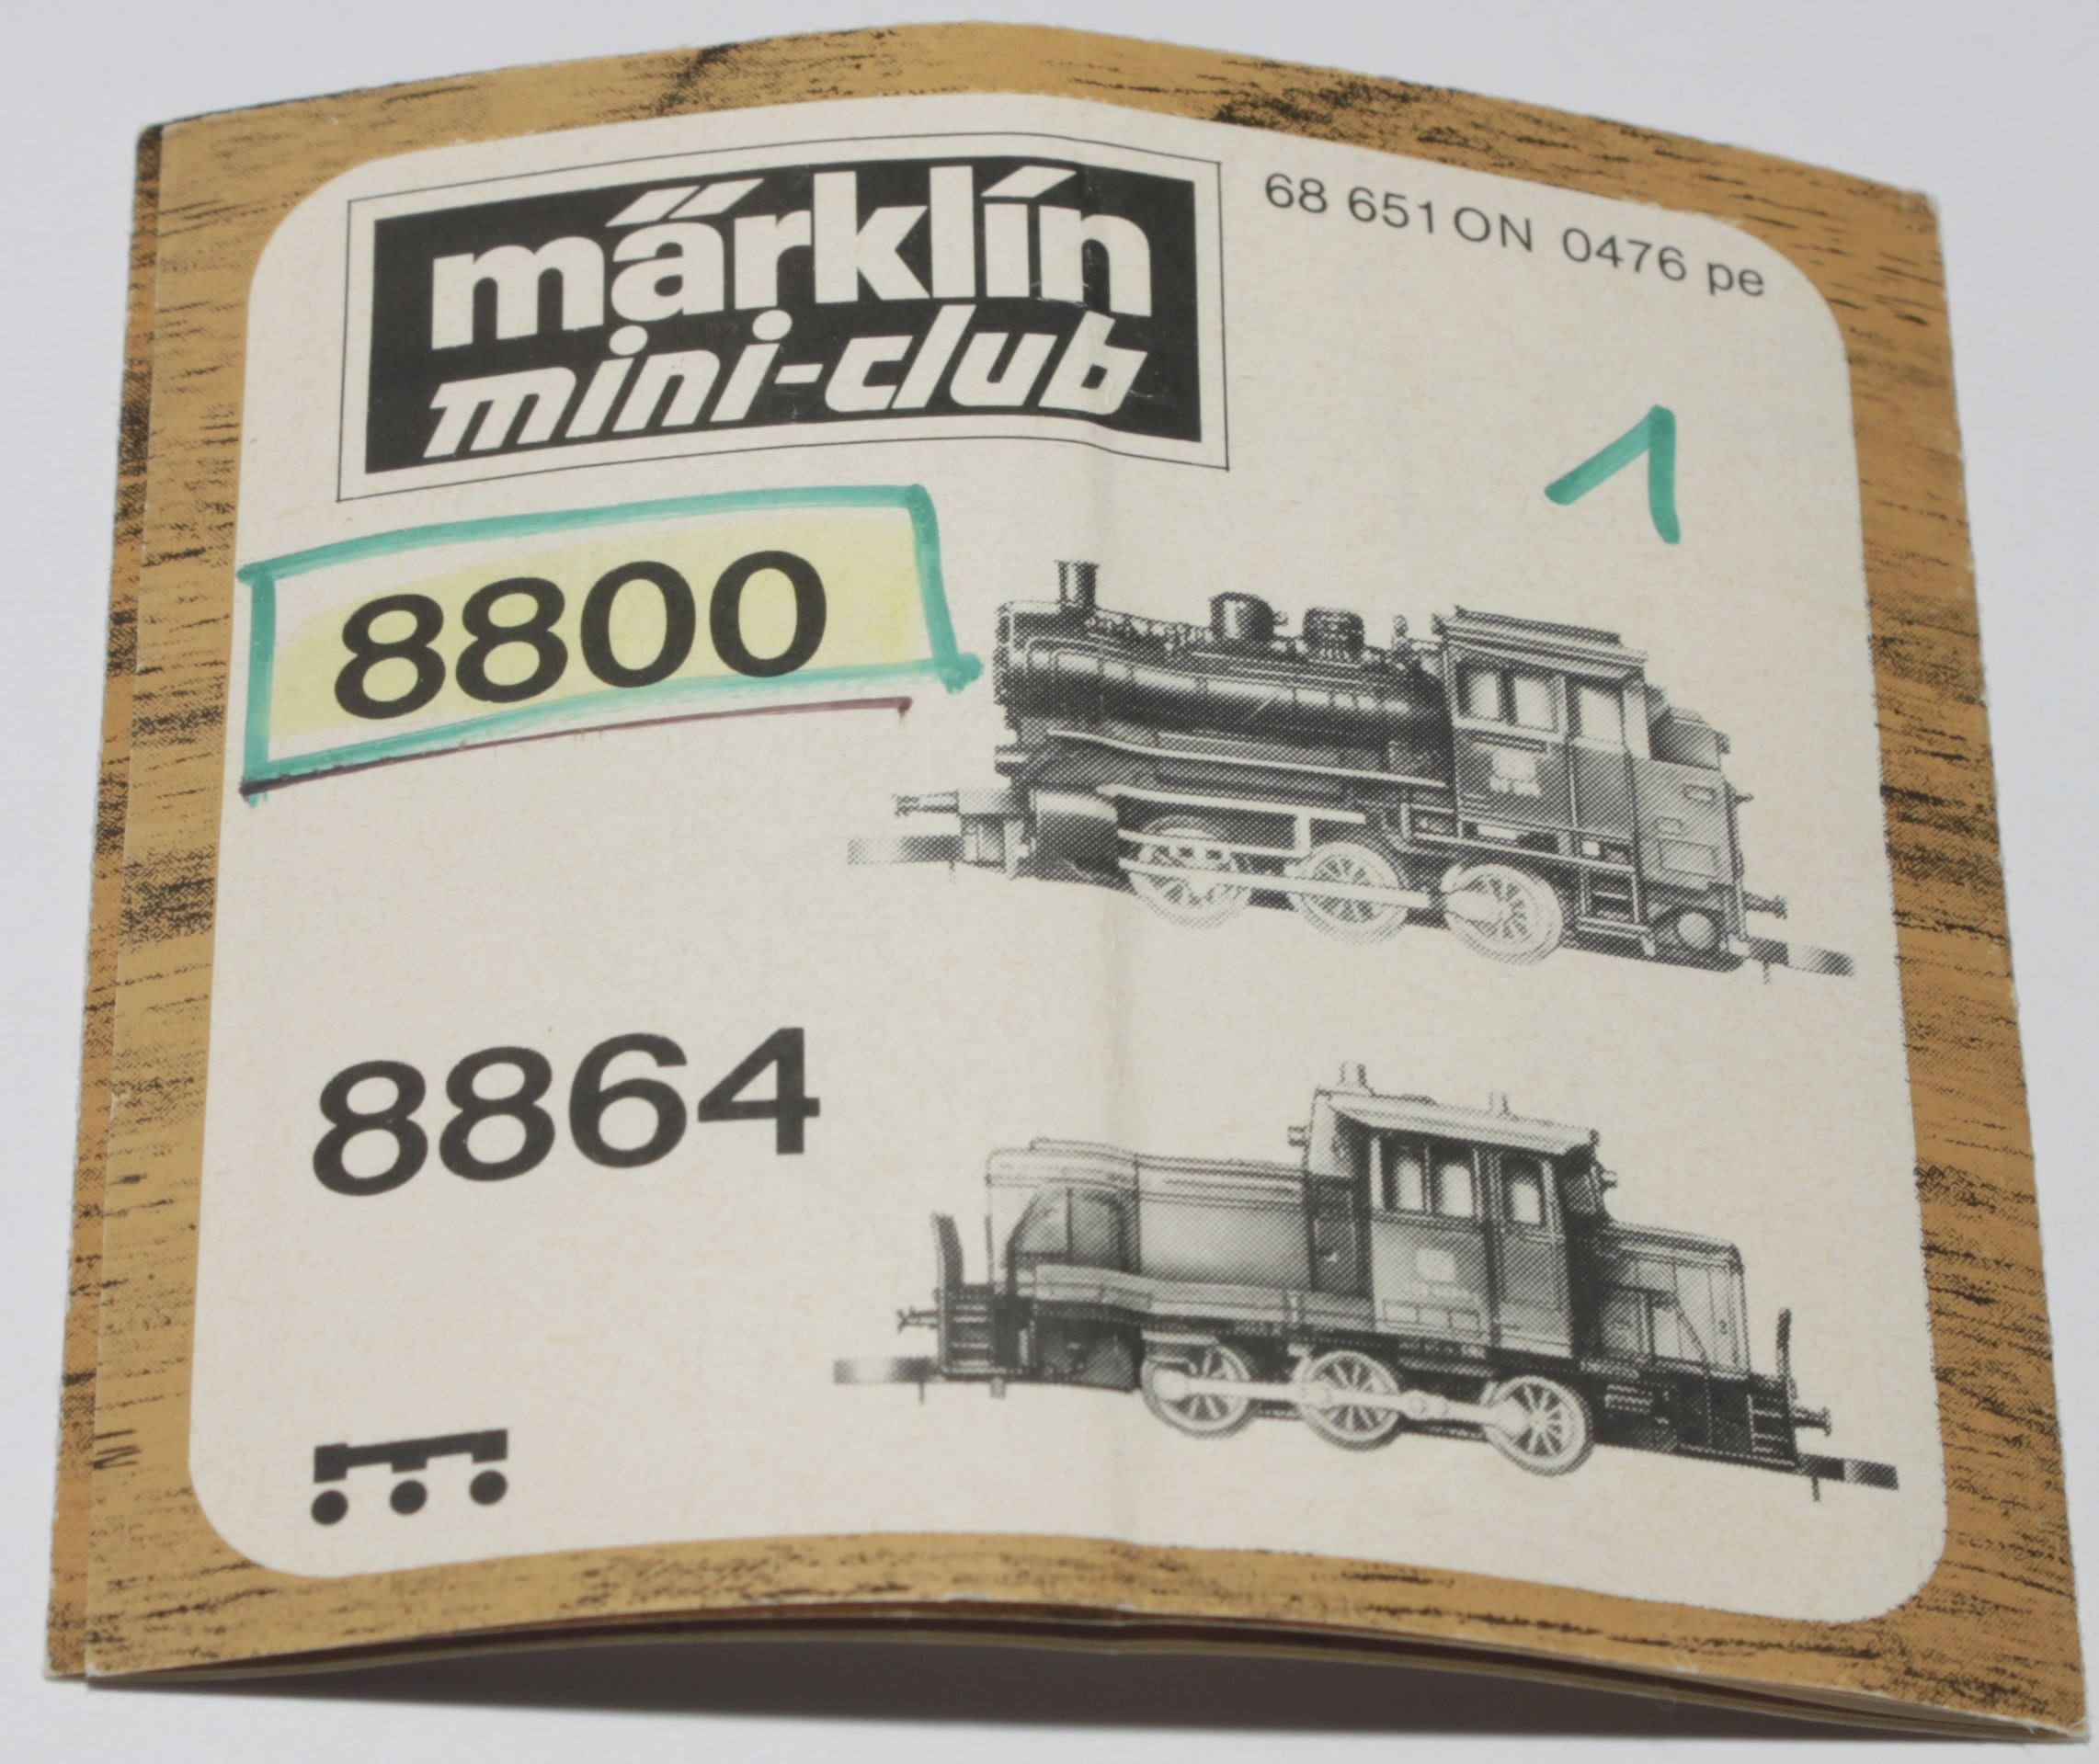 märklin
mini-club
68 651 ON 0476 pe
1
8800
8864